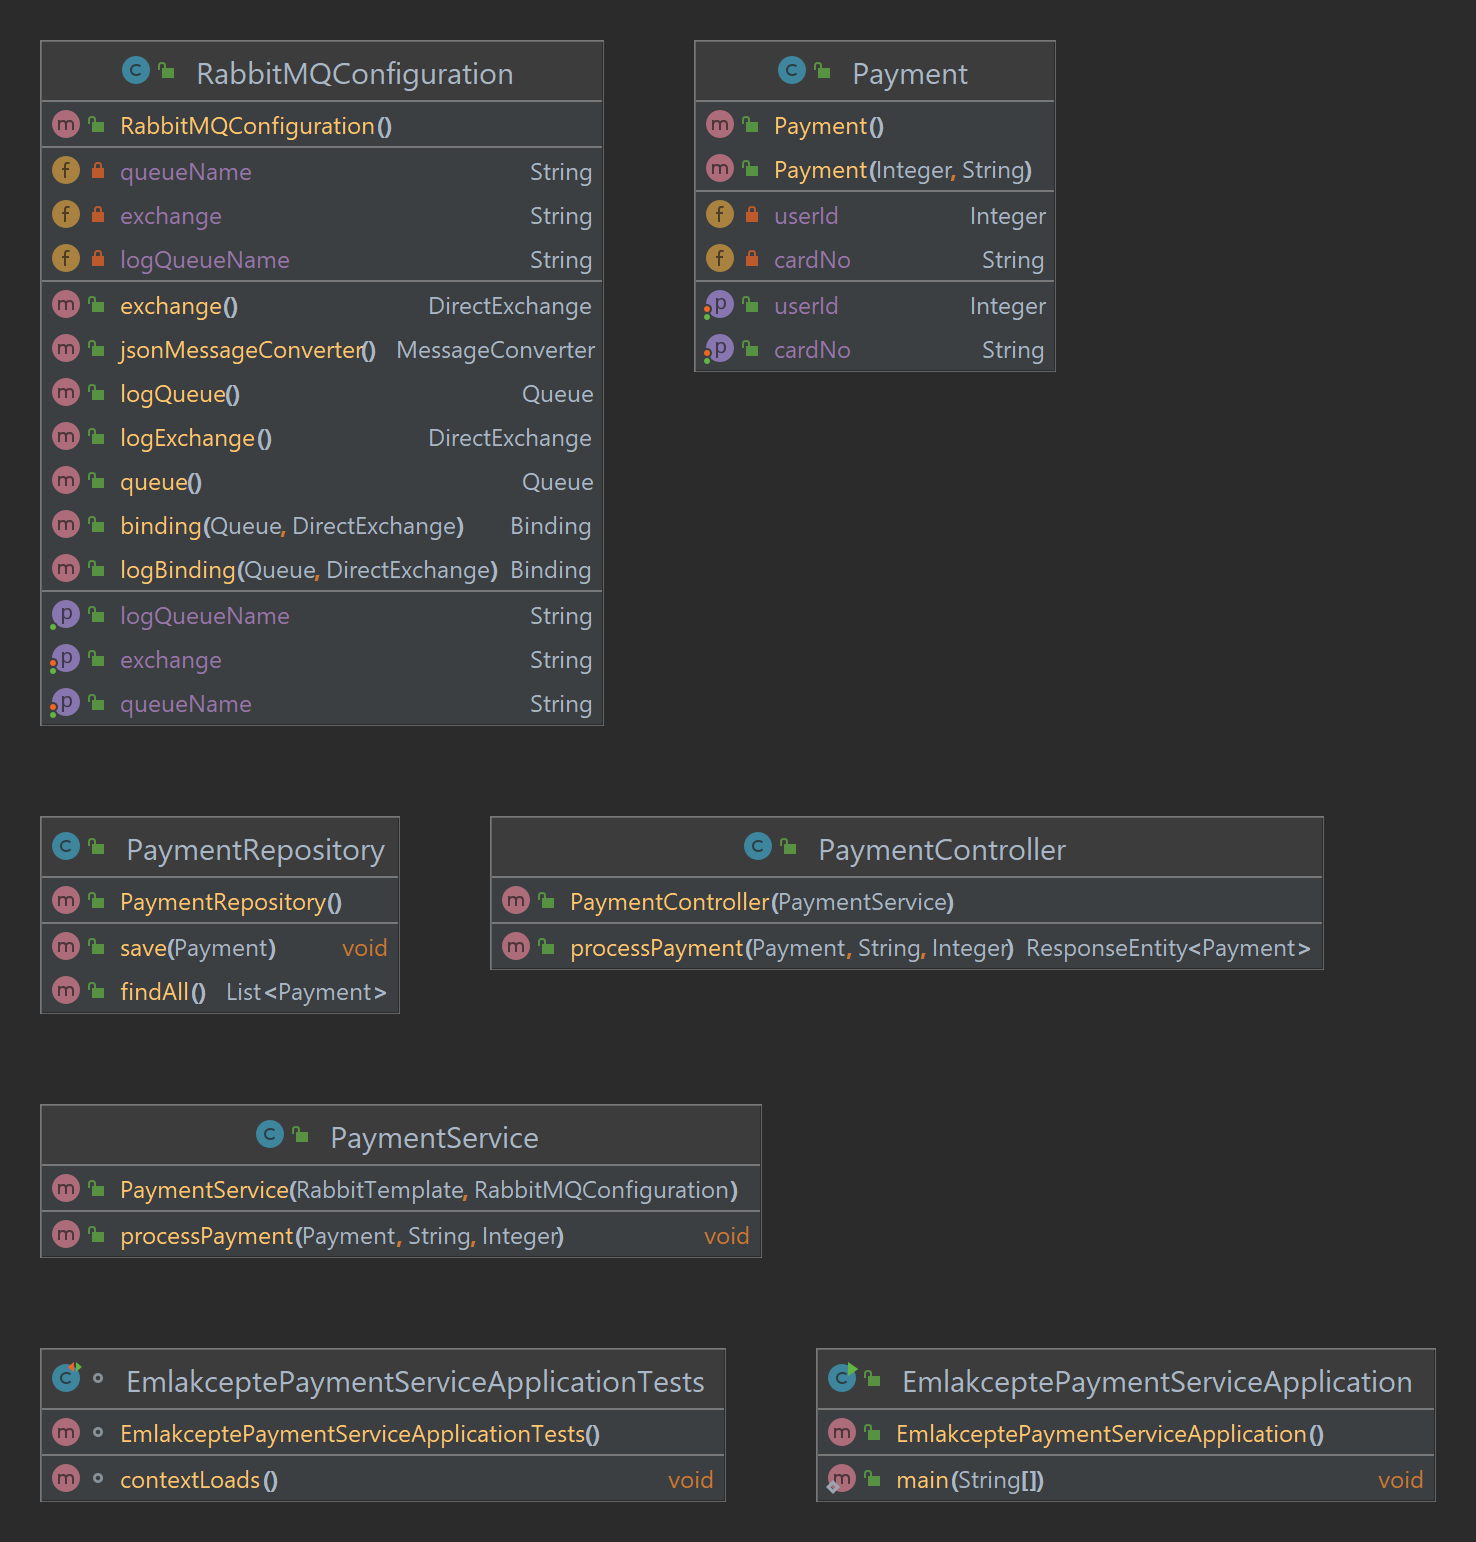 RabbitMQConfiguration
RabbitMQConfiguration()
queueName String
exchange String
logQueueName String
exchange() DirectExchange
jsonMessageConverter() MessageConverter
logQueue() Queue
logExchange() DirectExchange
queue() Queue
binding(Queue, DirectExchange) Binding
logBinding(Queue, DirectExchange) Binding
logQueueName String
exchange String
queueName String
Payment
Payment()
Payment(Integer, String)
userId Integer
cardNo String
userId Integer
cardNo String
PaymentRepository
PaymentRepository()
save(Payment) void
findAll() List<Payment>
PaymentController
PaymentController(PaymentService)
processPayment(Payment, String, Integer) ResponseEntity<Payment>
PaymentService
PaymentService(RabbitTemplate, RabbitMQConfiguration)
processPayment(Payment, String, Integer) void
EmlakceptePaymentServiceApplicationTests
EmlakceptePaymentServiceApplicationTests()
contextLoads() void
EmlakceptePaymentServiceApplication
EmlakceptePaymentServiceApplication()
main(String[]) void